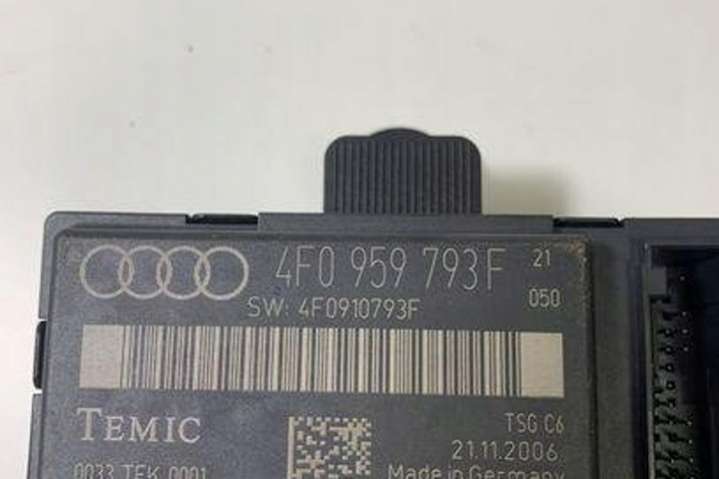 4F0 959 793F 21
SW: 4F0910793F 050
TEMIC TSG C6
21.11.2006
0033 TEK 0001 Made in Germany